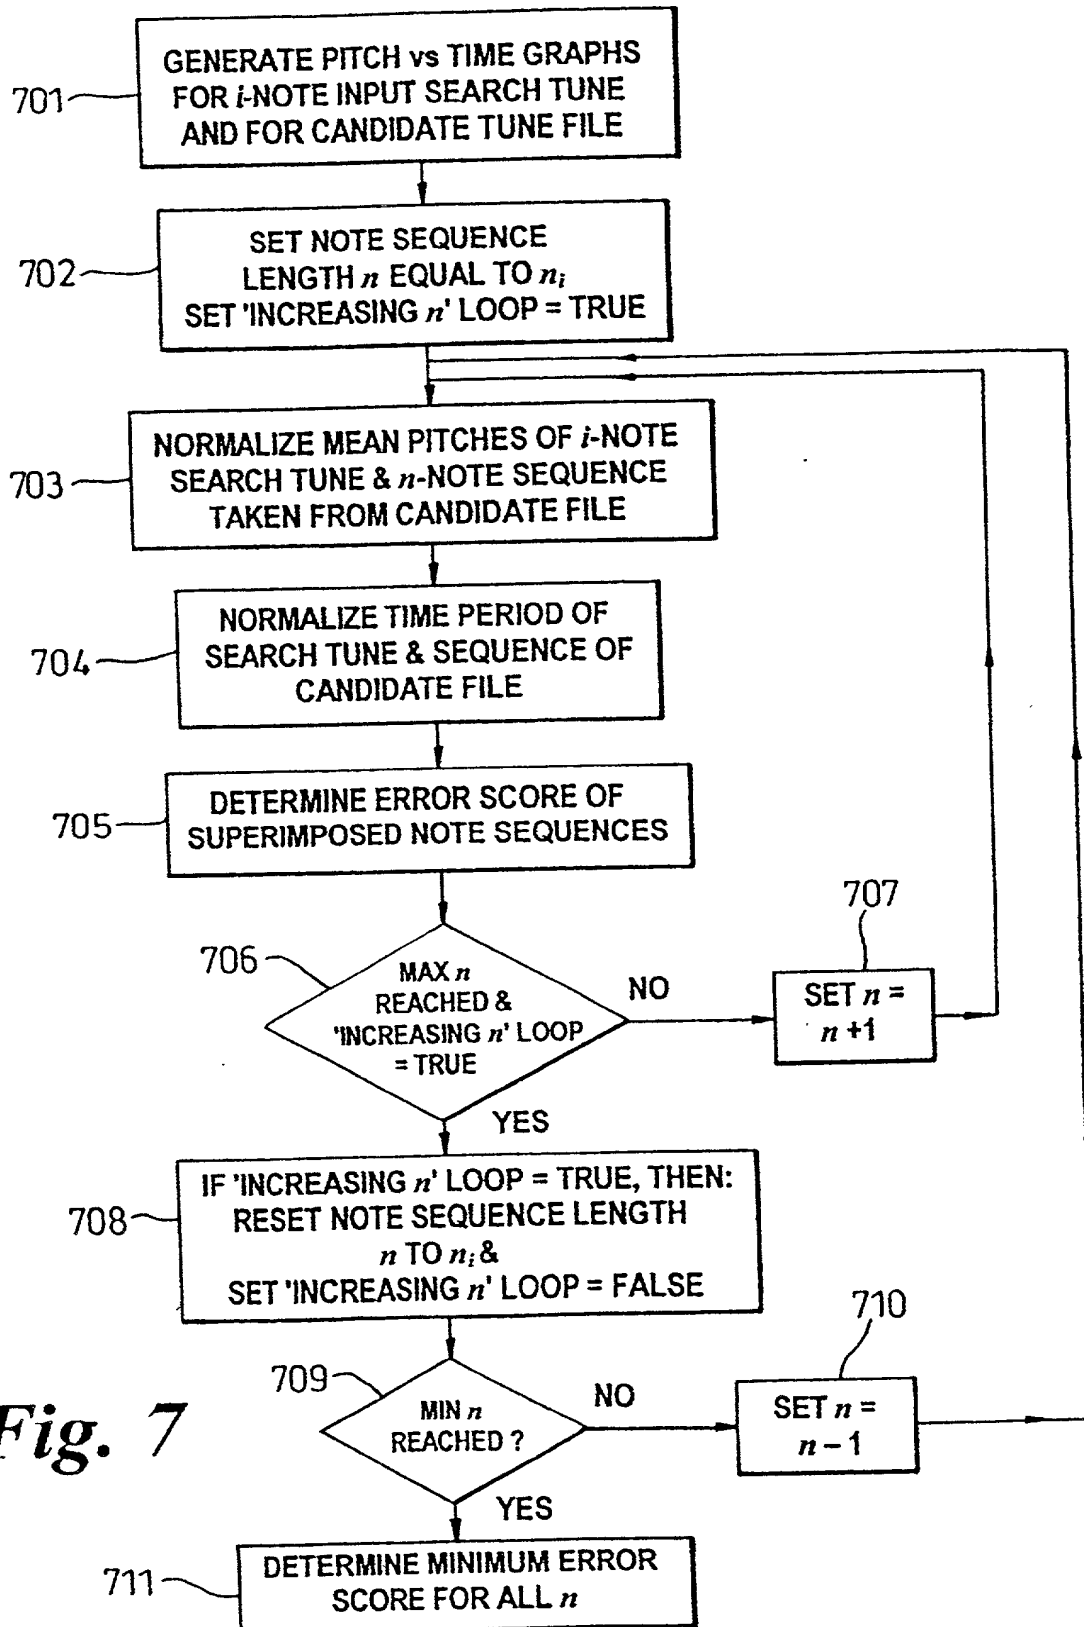 701
GENERATE PITCH vs TIME GRAPHS
FOR i-NOTE INPUT SEARCH TUNE
AND FOR CANDIDATE TUNE FILE
702
SET NOTE SEQUENCE
LENGTH n EQUAL TO nᵢ
SET 'INCREASING n' LOOP = TRUE
703
NORMALIZE MEAN PITCHES OF i-NOTE
SEARCH TUNE & n-NOTE SEQUENCE
TAKEN FROM CANDIDATE FILE
704
NORMALIZE TIME PERIOD OF
SEARCH TUNE & SEQUENCE OF
CANDIDATE FILE
705
DETERMINE ERROR SCORE OF
SUPERIMPOSED NOTE SEQUENCES
706
MAX n
REACHED &
'INCREASING n' LOOP
= TRUE
NO
707
SET n =
n +1
YES
708
IF 'INCREASING n' LOOP = TRUE, THEN:
RESET NOTE SEQUENCE LENGTH
n TO nᵢ &
SET 'INCREASING n' LOOP = FALSE
709
MIN n
REACHED ?
NO
710
SET n =
n – 1
YES
711
DETERMINE MINIMUM ERROR
SCORE FOR ALL n
Fig. 7